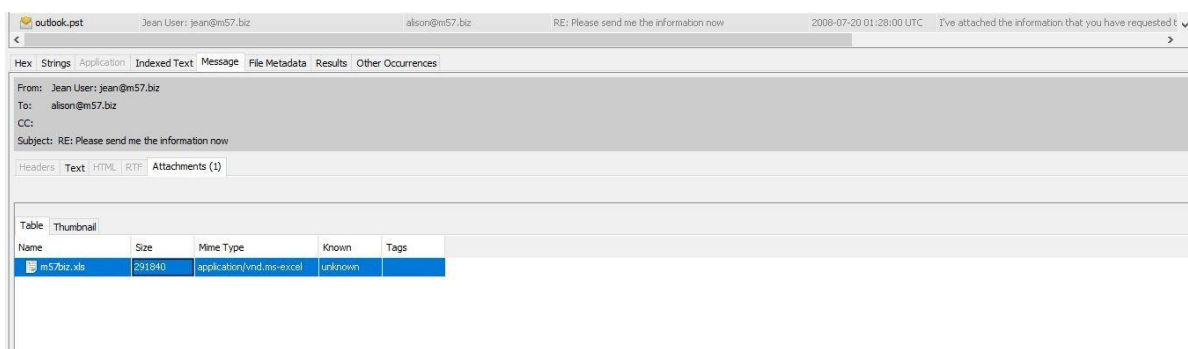 outlook.pst Jean User: jean@m57.biz alison@m57.biz RE: Please send me the information now 2008-07-20 01:28:00 UTC I've attached the information that you have requested t
Hex Strings Application Indexed Text Message File Metadata Results Other Occurrences
From: Jean User: jean@m57.biz
To: alison@m57.biz
CC:
Subject: RE: Please send me the information now
Headers Text HTML RTF Attachments (1)
Table Thumbnail
Name Size Mime Type Known Tags
m57biz.xls 291840 application/vnd.ms-excel unknown